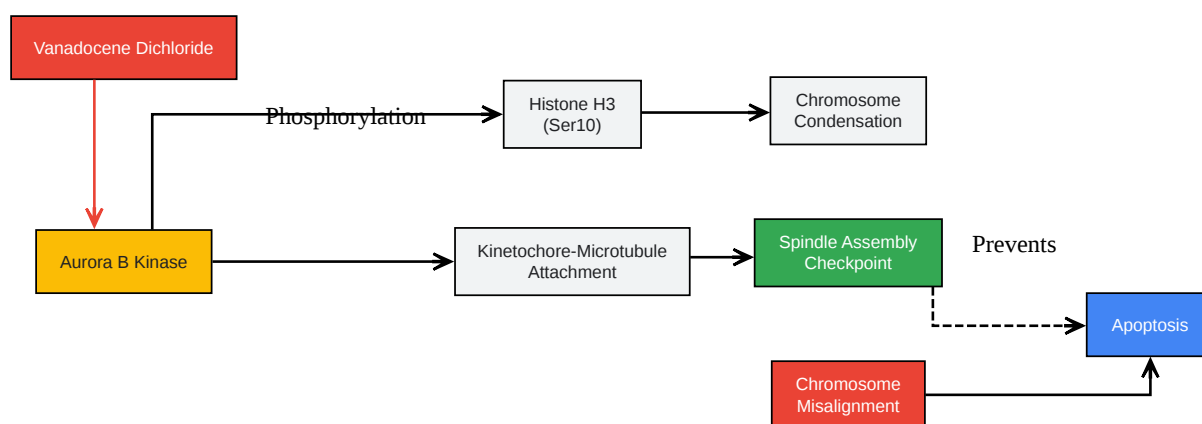 Vanadocene Dichloride
Phosphorylation
Histone H3
(Ser10)
Chromosome
Condensation
Aurora B Kinase
Kinetochore-Microtubule
Attachment
Spindle Assembly
Checkpoint
Prevents
Apoptosis
Chromosome
Misalignment